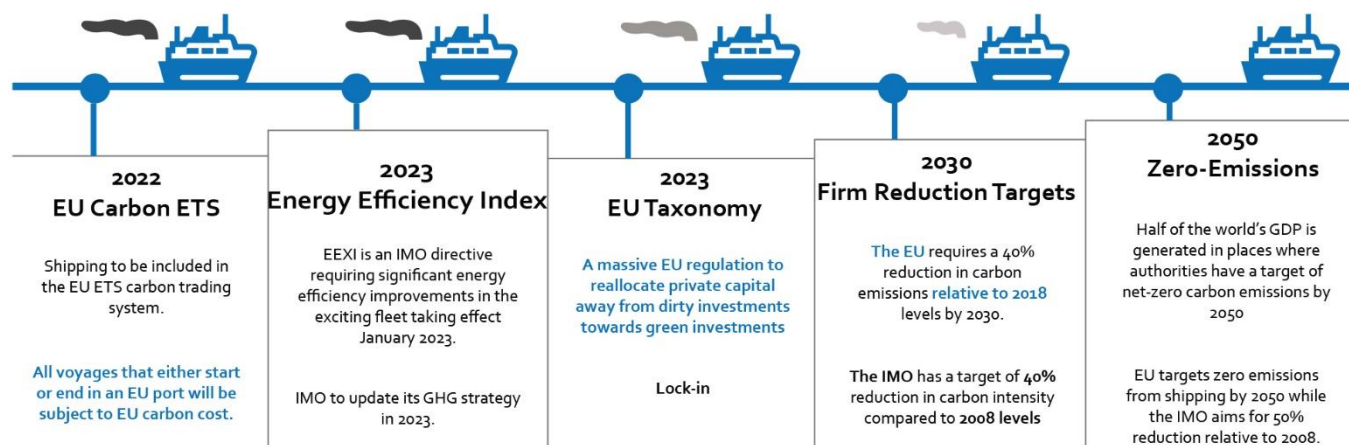 2022
EU Carbon ETS
Shipping to be included in
the EU ETS carbon trading
system.
All voyages that either start
or end in an EU port will be
subject to EU carbon cost.
2023
Energy Efficiency Index
EEXI is an IMO directive
requiring significant energy
efficiency improvements in the
exciting fleet taking effect
January 2023.
IMO to update its GHG strategy
in 2023.
2023
EU Taxonomy
A massive EU regulation to
reallocate private capital
away from dirty investments
towards green investments
Lock-in
2030
Firm Reduction Targets
The EU requires a 40%
reduction in carbon
emissions relative to 2018
levels by 2030.
The IMO has a target of 40%
reduction in carbon intensity
compared to 2008 levels
2050
Zero-Emissions
Half of the world's GDP is
generated in places where
authorities have a target of
net-zero carbon emissions by
2050
EU targets zero emissions
from shipping by 2050 while
the IMO aims for 50%
reduction relative to 2008.